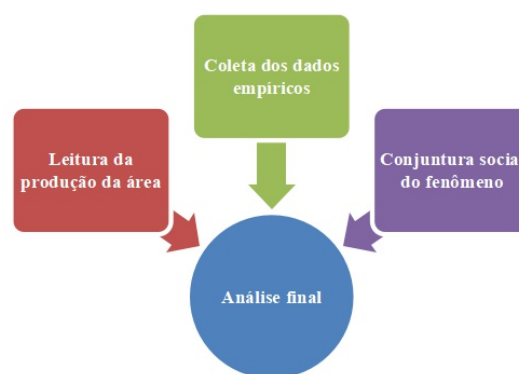 Coleta dos dados
empíricos
Leitura da
produção da área
Conjuntura socia
do fenômeno
Análise final